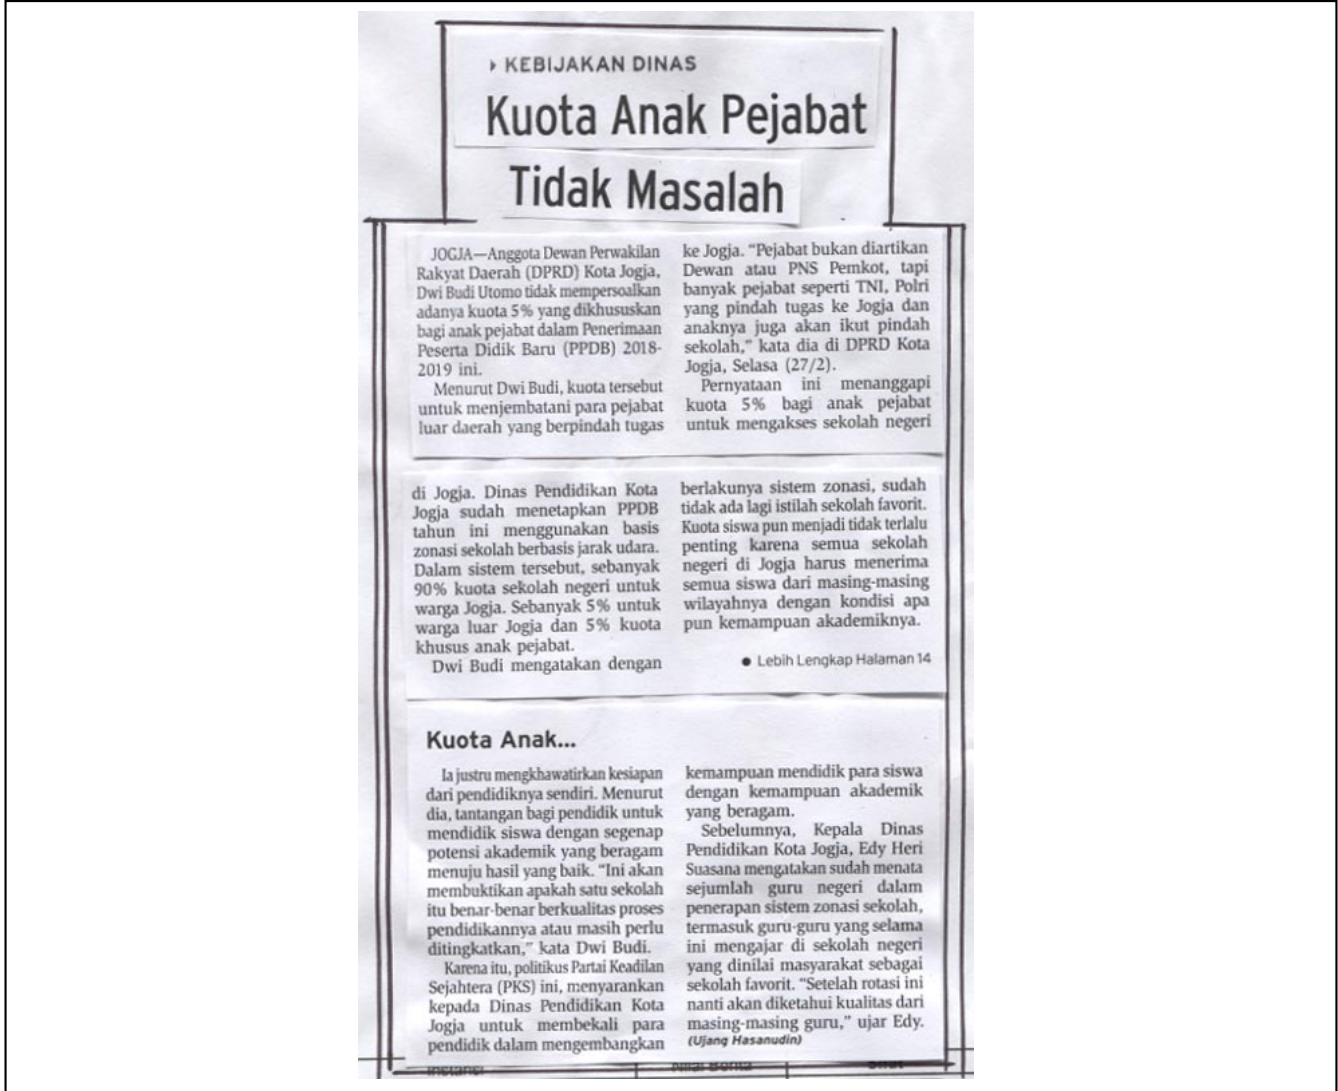 KEBIJAKAN DINAS
Kuota Anak Pejabat
Tidak Masalah
JOGJA—Anggota Dewan Perwakilan
Rakyat Daerah (DPRD) Kota Jogja,
Dwi Budi Utomo tidak mempersoalkan
adanya kuota 5% yang dikhususkan
bagi anak pejabat dalam Penerimaan
Peserta Didik Baru (PPDB) 2018-
2019 ini.
Menurut Dwi Budi, kuota tersebut
untuk menjembatani para pejabat
luar daerah yang berpindah tugas
ke Jogja. “Pejabat bukan diartikan
Dewan atau PNS Pemkot, tapi
banyak pejabat seperti TNI, Polri
yang pindah tugas ke Jogja dan
anaknya juga akan ikut pindah
sekolah,” kata dia di DPRD Kota
Jogja, Selasa (27/2).
Pernyataan ini menanggapi
kuota 5% bagi anak pejabat
untuk mengakses sekolah negeri
di Jogja. Dinas Pendidikan Kota
Jogja sudah menetapkan PPDB
tahun ini menggunakan basis
zonasi sekolah berbasis jarak udara.
Dalam sistem tersebut, sebanyak
90% kuota sekolah negeri untuk
warga Jogja. Sebanyak 5% untuk
warga luar Jogja dan 5% kuota
khusus anak pejabat.
Dwi Budi mengatakan dengan
berlakunya sistem zonasi, sudah
tidak ada lagi istilah sekolah favorit.
Kuota siswa pun menjadi tidak terlalu
penting karena semua sekolah
negeri di Jogja harus menerima
semua siswa dari masing-masing
wilayahnya dengan kondisi apa
pun kemampuan akademiknya.
● Lebih Lengkap Halaman 14
Kuota Anak...
Ia justru mengkhawatirkan kesiapan
dari pendidiknya sendiri. Menurut
dia, tantangan bagi pendidik untuk
mendidik siswa dengan segenap
potensi akademik yang beragam
menuju hasil yang baik. “Ini akan
membuktikan apakah satu sekolah
itu benar-benar berkualitas proses
pendidikannya atau masih perlu
ditingkatkan,” kata Dwi Budi.
Karena itu, politikus Partai Keadilan
Sejahtera (PKS) ini, menyarankan
kepada Dinas Pendidikan Kota
Jogja untuk membekali para
pendidik dalam mengembangkan
kemampuan mendidik para siswa
dengan kemampuan akademik
yang beragam.
Sebelumnya, Kepala Dinas
Pendidikan Kota Jogja, Edy Heri
Suasana mengatakan sudah menata
sejumlah guru negeri dalam
penerapan sistem zonasi sekolah,
termasuk guru-guru yang selama
ini mengajar di sekolah negeri
yang dinilai masyarakat sebagai
sekolah favorit. “Setelah rotasi ini
nanti akan diketahui kualitas dari
masing-masing guru,” ujar Edy.
(Ujang Hasanudin)